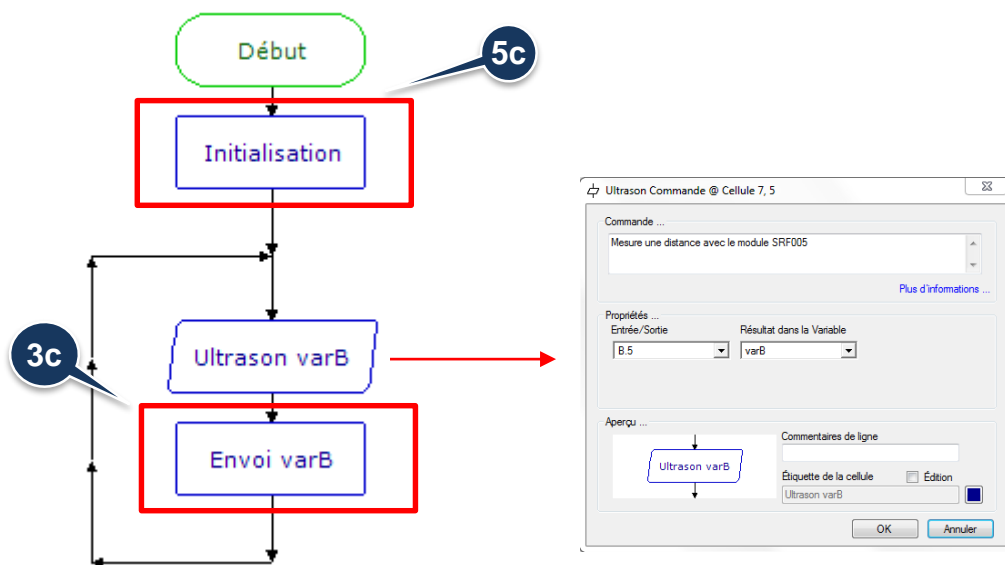 Début
5c
Initialisation
3c
Ultrason varB
Envoi varB
Ultrason Commande @ Cellule 7, 5
Commande ...
Mesure une distance avec le module SRF005
Plus d'informations ...
Propriétés ...
Entrée/Sortie Résultat dans la Variable
B.5 varB
Aperçu ...
Commentaires de ligne
Ultrason varB
Étiquette de la cellule Édition
Ultrason varB
OK Annuler